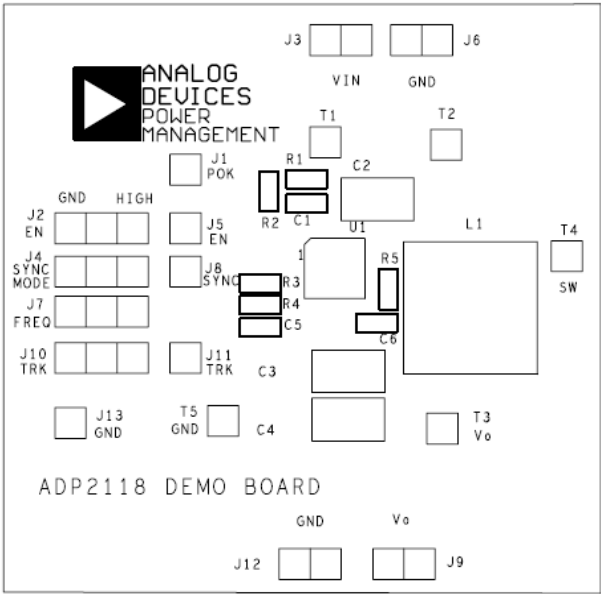 J3
J6
VIN
GND
ANALOG
DEVICES
POWER
MANAGEMENT
T1
T2
J1
POK
R1
C2
R2
C1
U1
1
L1
GND
HIGH
J2
EN
J5
EN
T4
SW
J4
SYNC
MODE
J8
SYNC
R5
R3
R4
J7
FREQ
C5
C6
J10
TRK
J11
TRK
C3
J13
GND
T5
GND
C4
T3
Vo
ADP2118 DEMO BOARD
GND
Vo
J12
J9